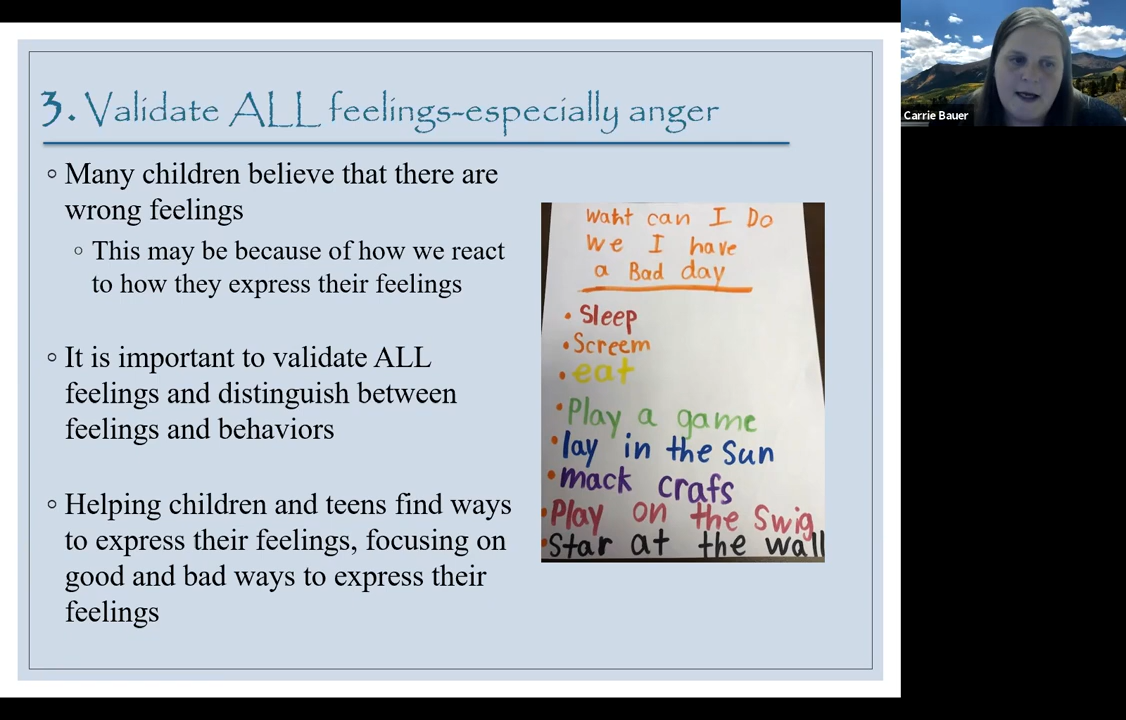 3. Validate ALL feelings-especially anger
◦ Many children believe that there are
wrong feelings
◦ This may be because of how we react
to how they express their feelings
◦ It is important to validate ALL
feelings and distinguish between
feelings and behaviors
◦ Helping children and teens find ways
to express their feelings, focusing on
good and bad ways to express their
feelings
waht can I Do
we I have
a Bad day
• Sleep
• Screem
• eat
• Play a game
• lay in the Sun
• mack crafs
• Play on the Swig
• Star at the wall
Carrie Bauer